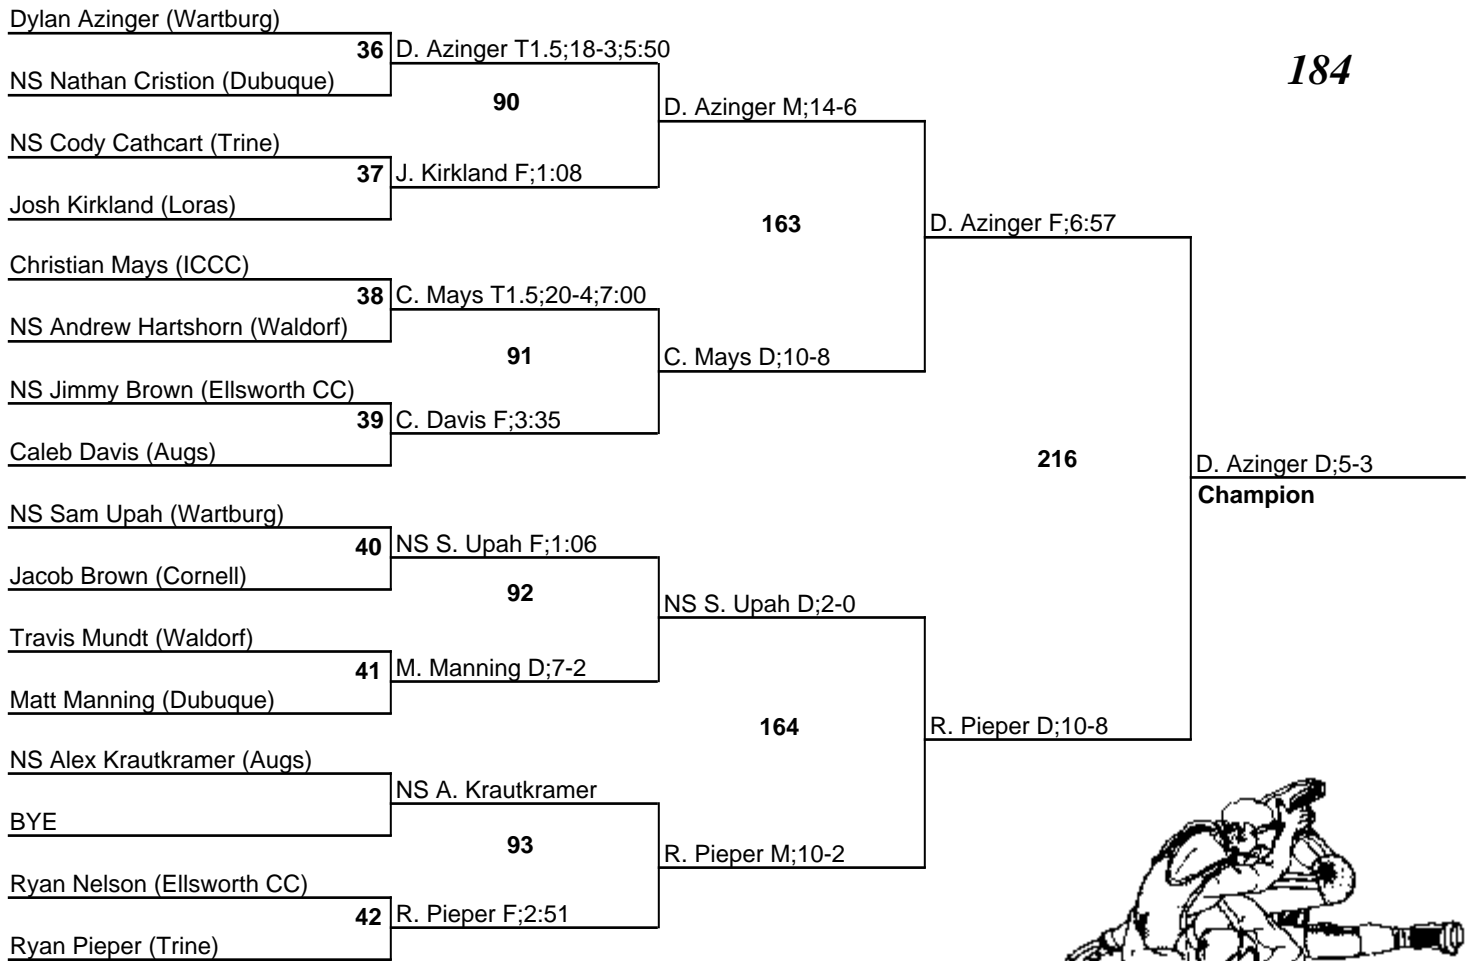 Dylan Azinger (Wartburg)
36 D. Azinger T1.5;18-3;5:50
184
NS Nathan Cristion (Dubuque)
90
D. Azinger M;14-6
NS Cody Cathcart (Trine)
37 J. Kirkland F;1:08
Josh Kirkland (Loras)
163
D. Azinger F;6:57
Christian Mays (ICCC)
38 C. Mays T1.5;20-4;7:00
NS Andrew Hartshorn (Waldorf)
91
C. Mays D;10-8
NS Jimmy Brown (Ellsworth CC)
39 C. Davis F;3:35
Caleb Davis (Augs)
216
D. Azinger D;5-3
Champion
NS Sam Upah (Wartburg)
40 NS S. Upah F;1:06
Jacob Brown (Cornell)
92
NS S. Upah D;2-0
Travis Mundt (Waldorf)
41 M. Manning D;7-2
Matt Manning (Dubuque)
164
R. Pieper D;10-8
NS Alex Krautkramer (Augs)
NS A. Krautkramer
BYE
93
R. Pieper M;10-2
Ryan Nelson (Ellsworth CC)
42 R. Pieper F;2:51
Ryan Pieper (Trine)